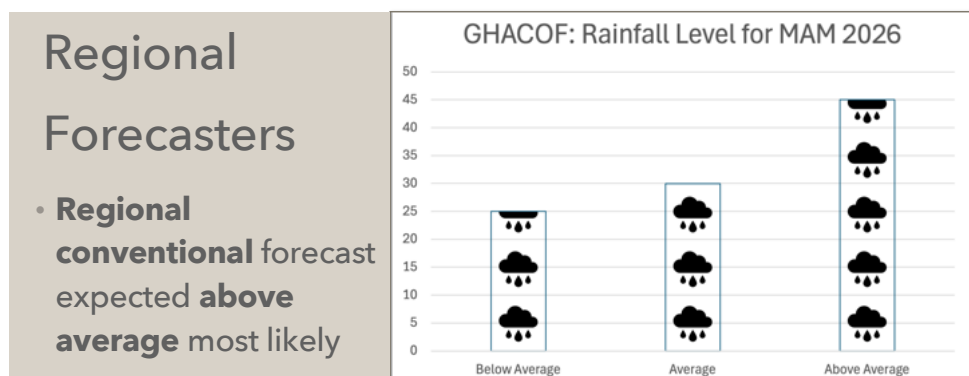 Regional
Forecasters
• Regional
conventional forecast
expected above
average most likely
GHACOF: Rainfall Level for MAM 2026
50
45
40
35
30
25
20
15
10
5
0
Below Average
Average
Above Average